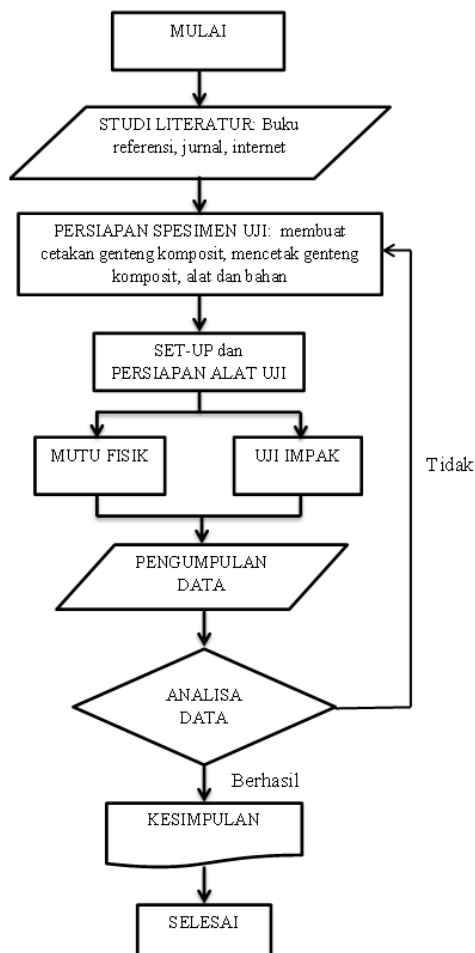 MULAI
STUDI LITERATUR: Buku
referensi, jurnal, internet
PERSIAPAN SPESIMEN UJI: membuat
cetakan genteng komposit, mencetak genteng
komposit, alat dan bahan
SET-UP dan
PERSIAPAN ALAT UJI
MUTU FISIK
UJI IMPAK
Tidak
PENGUMPULAN
DATA
ANALISA
DATA
Berhasil
KESIMPULAN
SELESAI